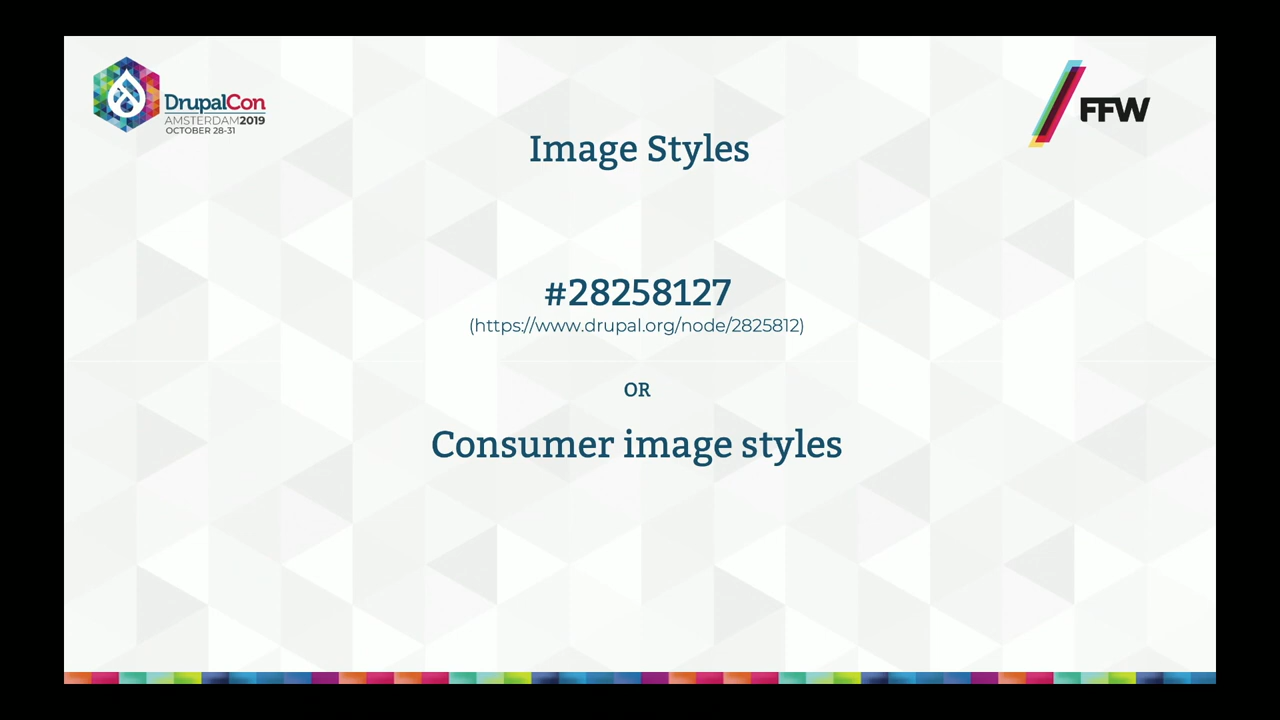 DrupalCon
AMSTERDAM2019
OCTOBER 28-31
FFW
Image Styles
#28258127
(https://www.drupal.org/node/2825812)
OR
Consumer image styles